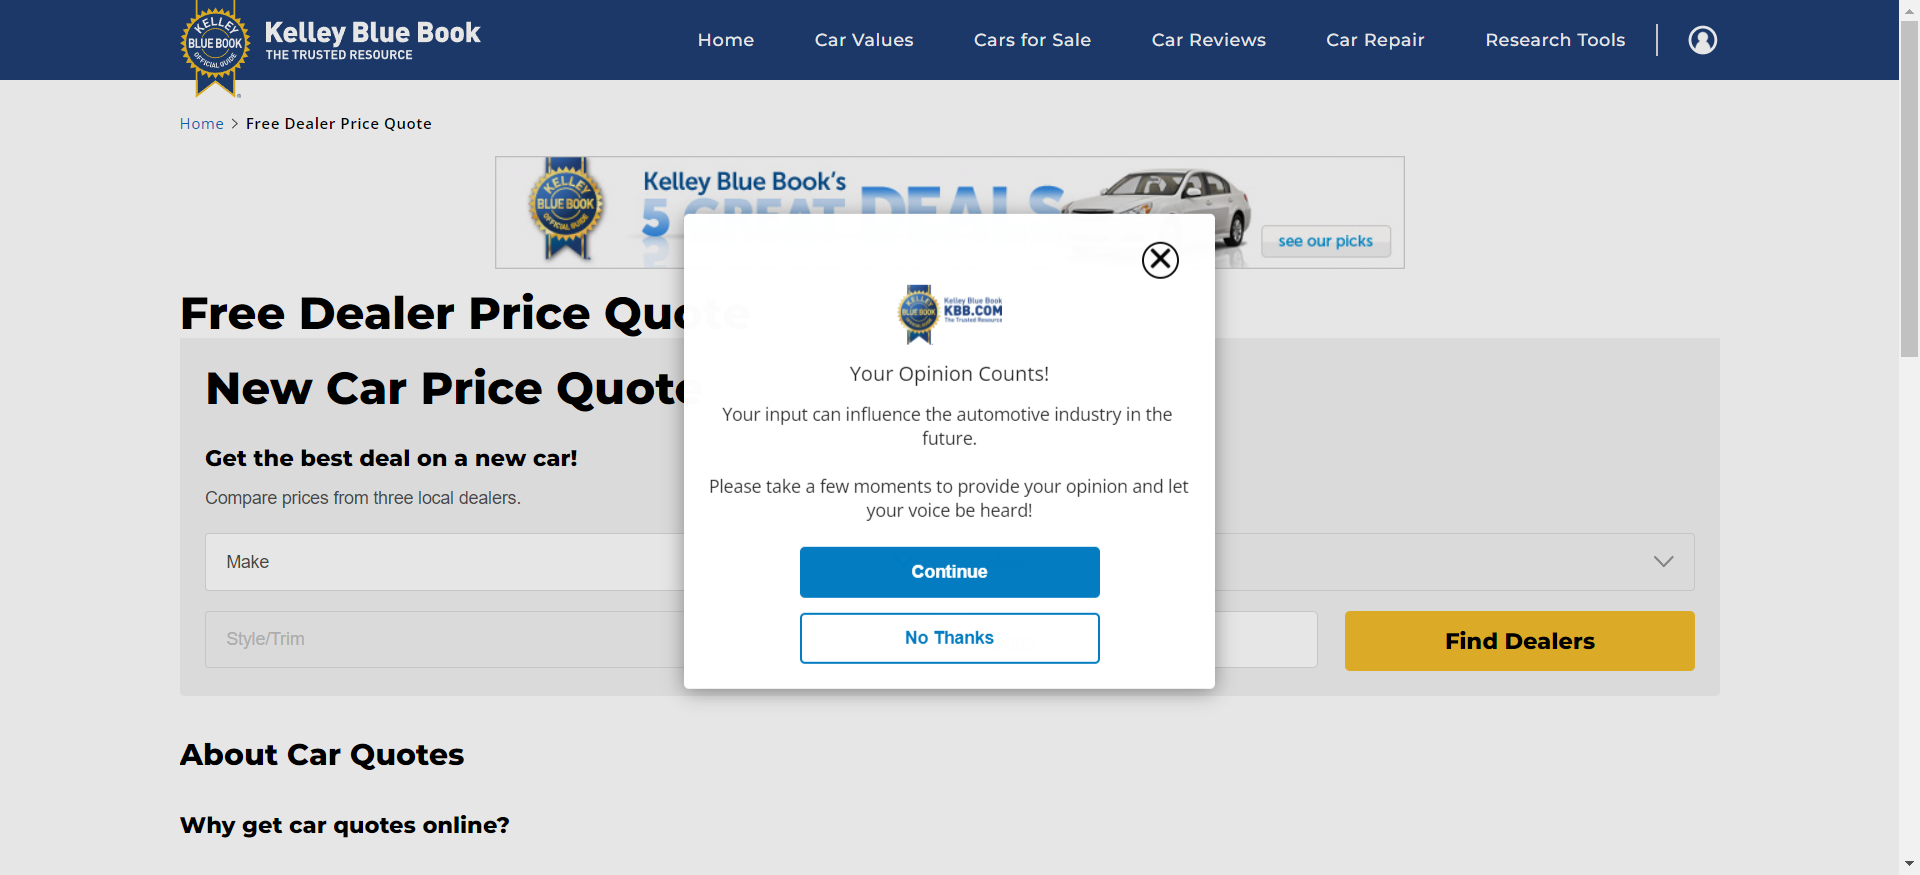 KELLEY
BLUE BOOK
OFFICIAL GUIDE
Kelley Blue Book
THE TRUSTED RESOURCE
Home
Car Values
Cars for Sale
Car Reviews
Car Repair
Research Tools
Home > Free Dealer Price Quote
KELLEY
BLUE BOOK
OFFICIAL GUIDE
Kelley Blue Book's
5 GREAT DEALS
see our picks
Free Dealer Price Quote
New Car Price Quote
Get the best deal on a new car!
Compare prices from three local dealers.
Make
Style/Trim
Find Dealers
KELLEY
BLUE BOOK
Kelley Blue Book
KBB.COM
The Trusted Resource
Your Opinion Counts!
Your input can influence the automotive industry in the
future.
Please take a few moments to provide your opinion and let
your voice be heard!
Continue
No Thanks
About Car Quotes
Why get car quotes online?